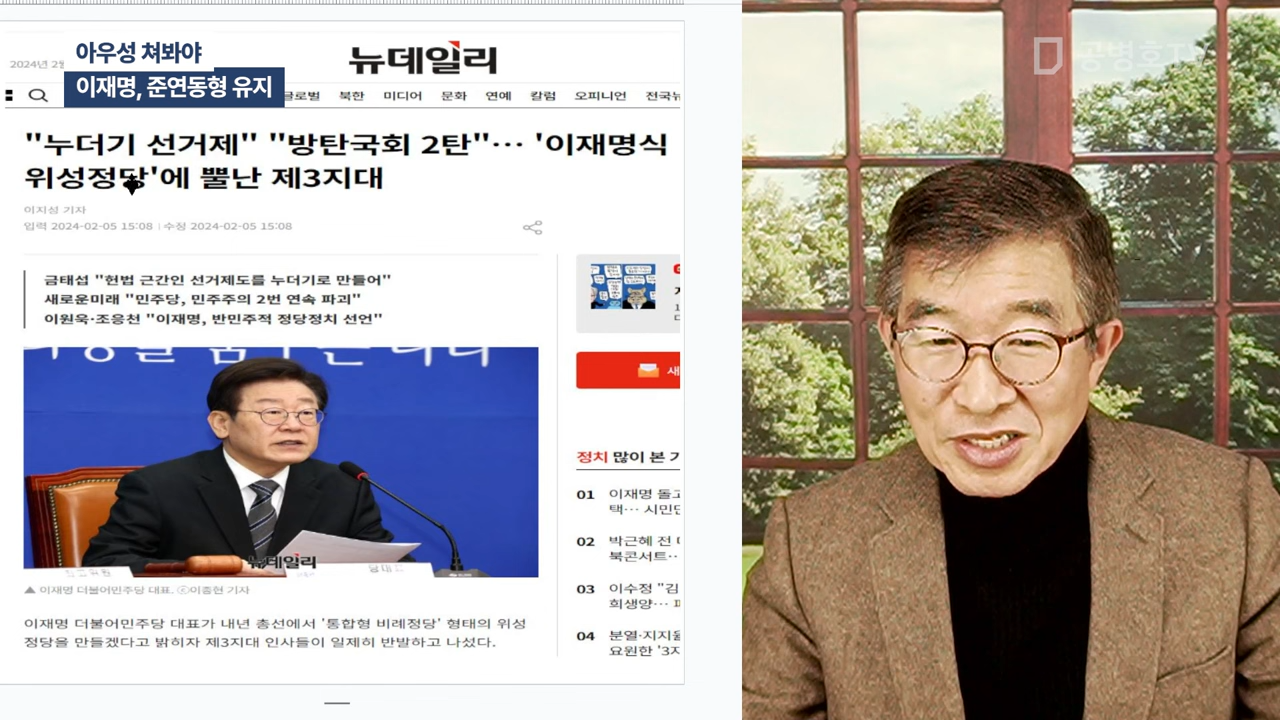 아우성 쳐봐야
이재명, 준연동형 유지
공병호TV
2024년 2월
뉴데일리
글로벌 북한 미디어 문화 연예 칼럼 오피니언 전국뉴
"누더기 선거제" "방탄국회 2탄"… '이재명식
위성정당'에 뿔난 제3지대
이지성 기자
입력 2024-02-05 15:08 | 수정 2024-02-05 15:08
금태섭 "헌법 근간인 선거제도를 누더기로 만들어"
새로운미래 "민주당, 민주주의 2번 연속 파괴"
이원욱·조응천 "이재명, 반민주적 정당정치 선언"
뉴데일리
▲ 이재명 더불어민주당 대표. ⓒ이종현 기자
이재명 더불어민주당 대표가 내년 총선에서 '통합형 비례정당' 형태의 위성
정당을 만들겠다고 밝히자 제3지대 인사들이 일제히 반발하고 나섰다.
새
정치 많이 본 기
01 이재명 돌고
택… 시민단
02 박근혜 전 대
북콘서트…
03 이수정 "김
희생양…
04 분열·지지율
요원한 '3지